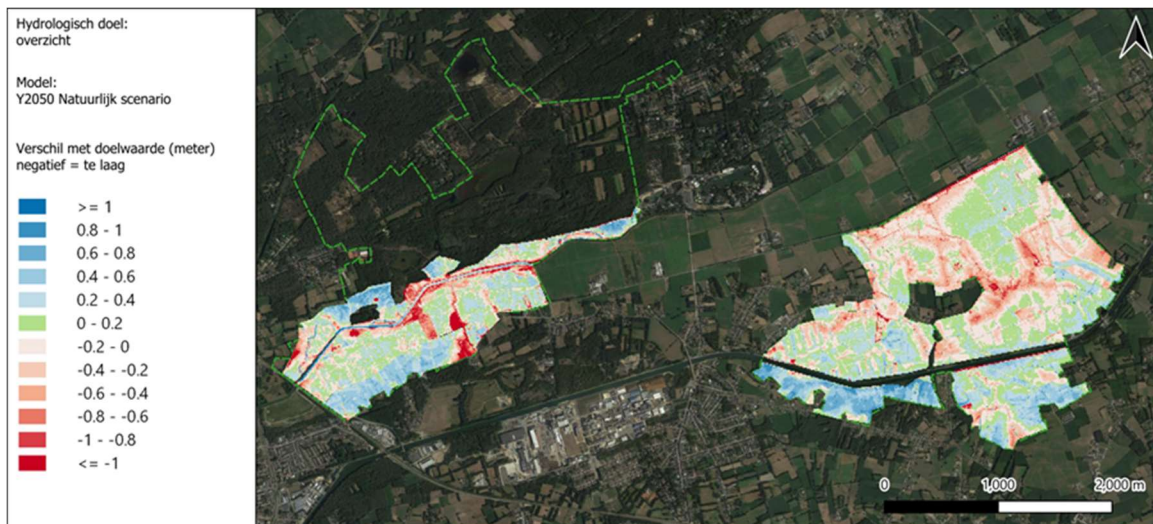 Hydrologisch doel:
overzicht
Model:
Y2050 Natuurlijk scenario
Verschil met doelwaarde (meter)
negatief = te laag
>= 1
0.8 - 1
0.6 - 0.8
0.4 - 0.6
0.2 - 0.4
0 - 0.2
-0.2 - 0
-0.4 - -0.2
-0.6 - -0.4
-0.8 - -0.6
-1 - -0.8
<= -1
0 1,000 2,000 m